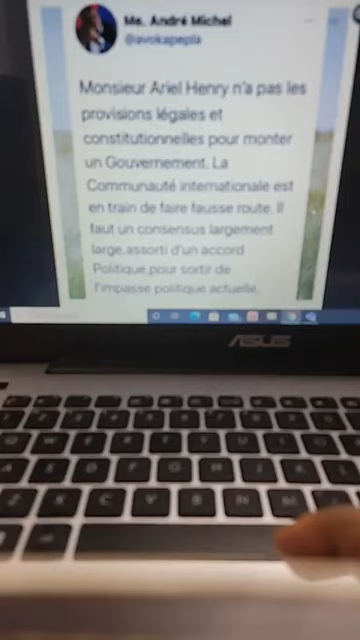 Me. André Michel
@avokapepla
Monsieur Ariel Henry n'a pas les
provisions légales et
constitutionnelles pour monter
un Gouvernement. La
Communauté internationale est
en train de faire fausse route. Il
faut un consensus largement
large,assorti d'un accord
Politique,pour sortir de
l'impasse politique actuelle.
ASUS